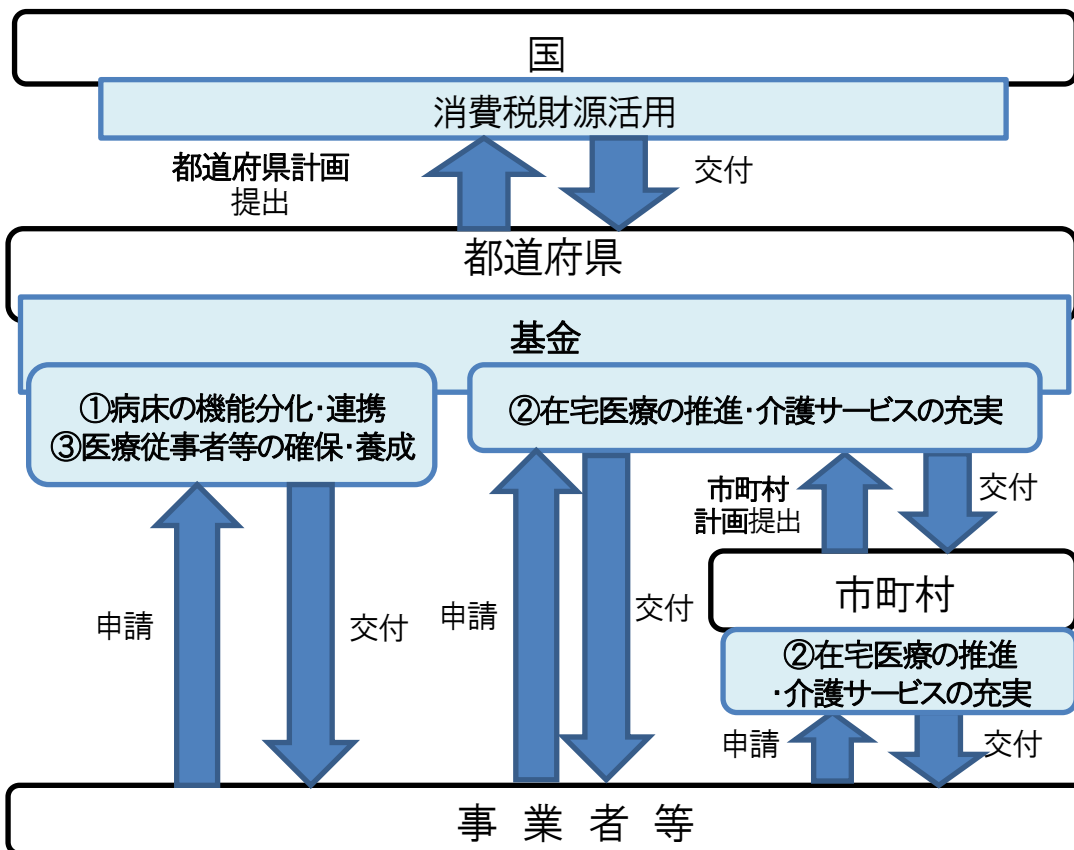 国
消費税財源活用
都道府県計画
提出
交付
都道府県
基金
①病床の機能分化・連携
③医療従事者等の確保・養成
②在宅医療の推進・介護サービスの充実
市町村
計画提出
交付
市町村
②在宅医療の推進
・介護サービスの充実
申請
交付
申請
交付
申請
交付
事業者等